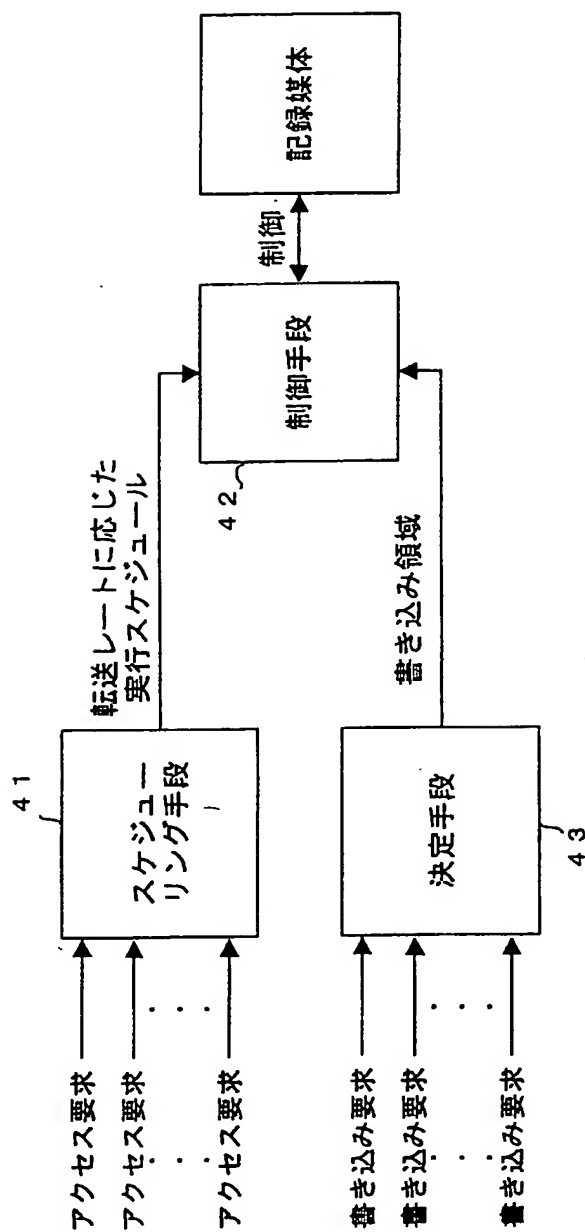 アクセス要求
アクセス要求
アクセス要求
41
スケジュー
リング手段
転送レートに応じた
実行スケジュール
書き込み要求
書き込み要求
書き込み要求
決定手段
43
書き込み領域
42
制御手段
制御
記録媒体